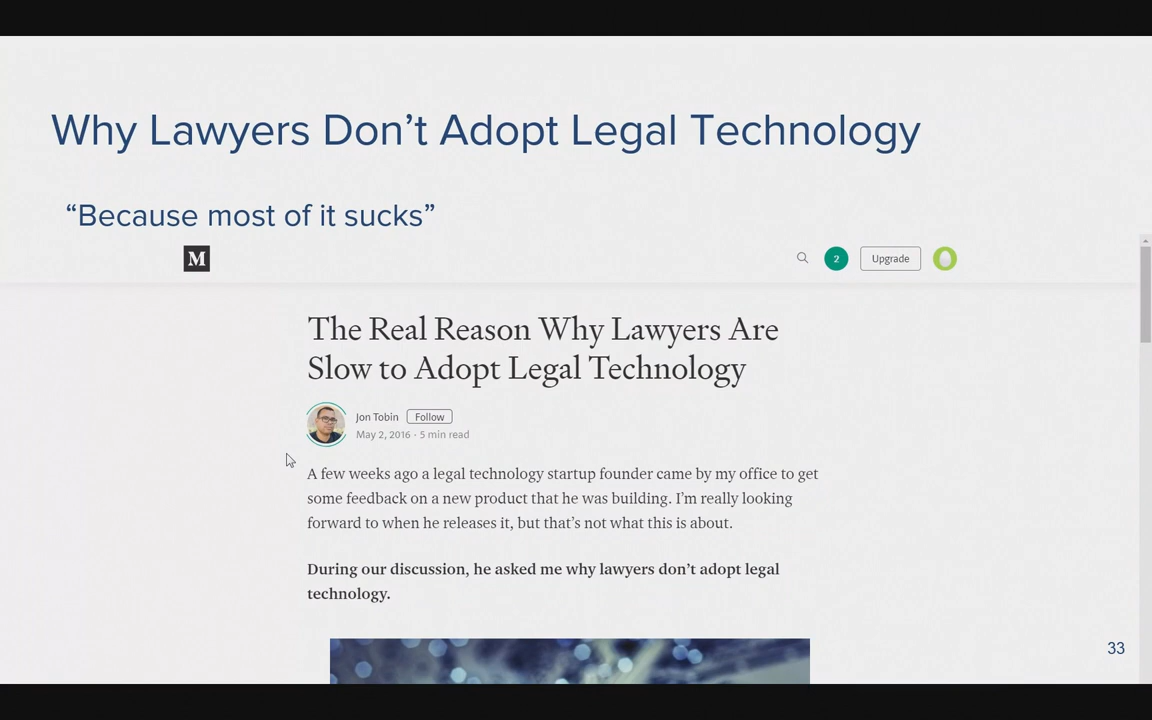 Why Lawyers Don’t Adopt Legal Technology
“Because most of it sucks”
M
2
Upgrade
The Real Reason Why Lawyers Are
Slow to Adopt Legal Technology
Jon Tobin Follow
May 2, 2016 · 5 min read
A few weeks ago a legal technology startup founder came by my office to get
some feedback on a new product that he was building. I’m really looking
forward to when he releases it, but that’s not what this is about.
During our discussion, he asked me why lawyers don’t adopt legal
technology.
33